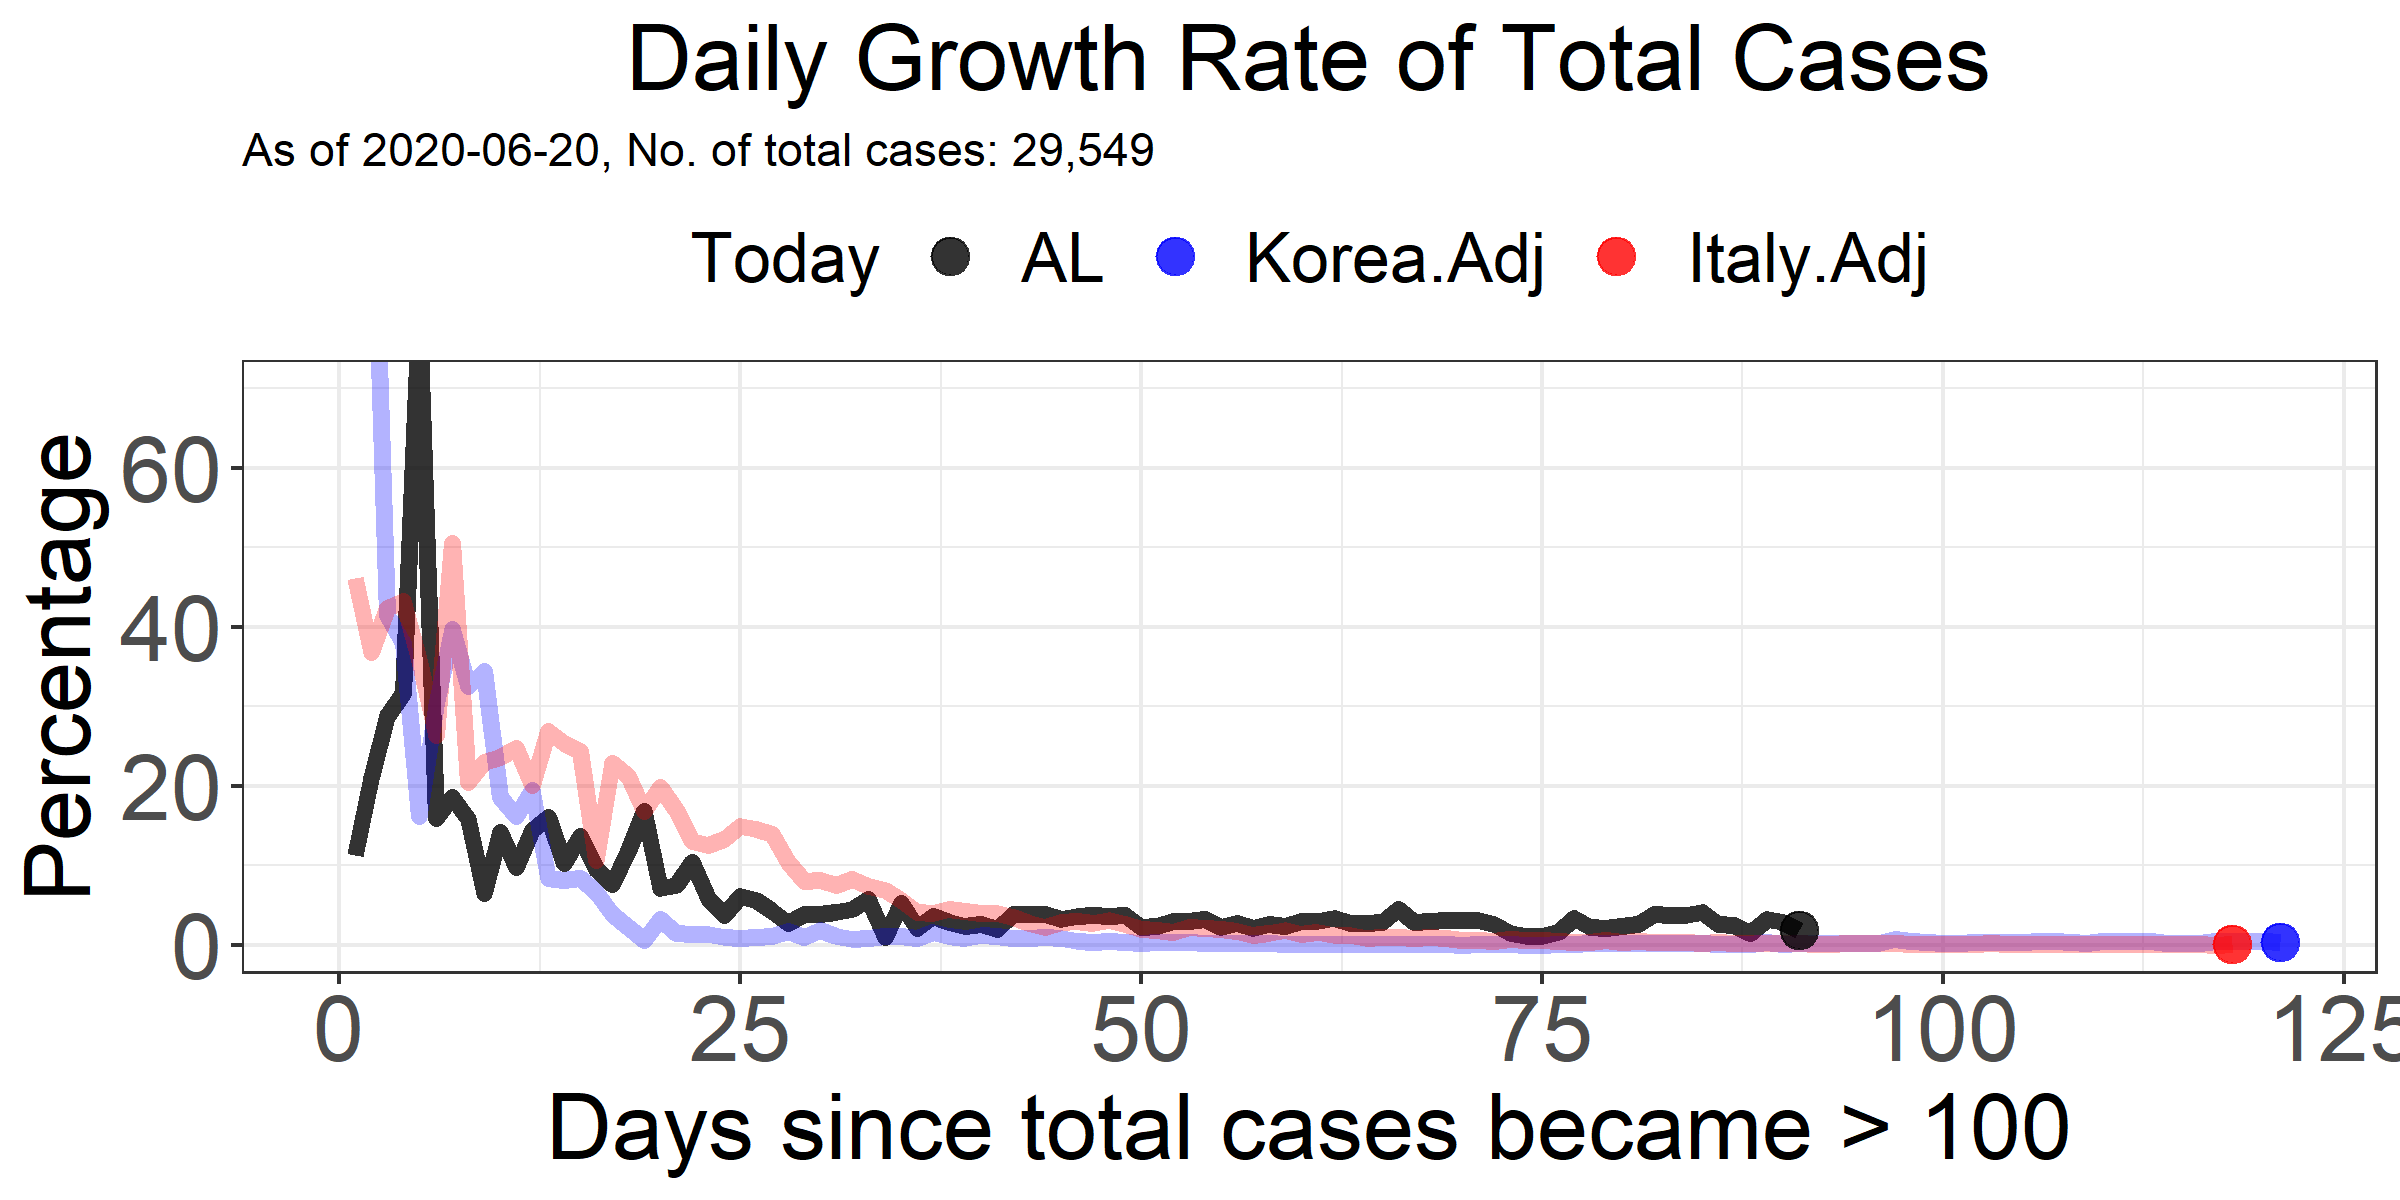 Daily Growth Rate of Total Cases
As of 2020-06-20, No. of total cases: 29,549
Today AL Korea.Adj Italy.Adj
Percentage
60
40
20
0
0 25 50 75 100 125
Days since total cases became > 100